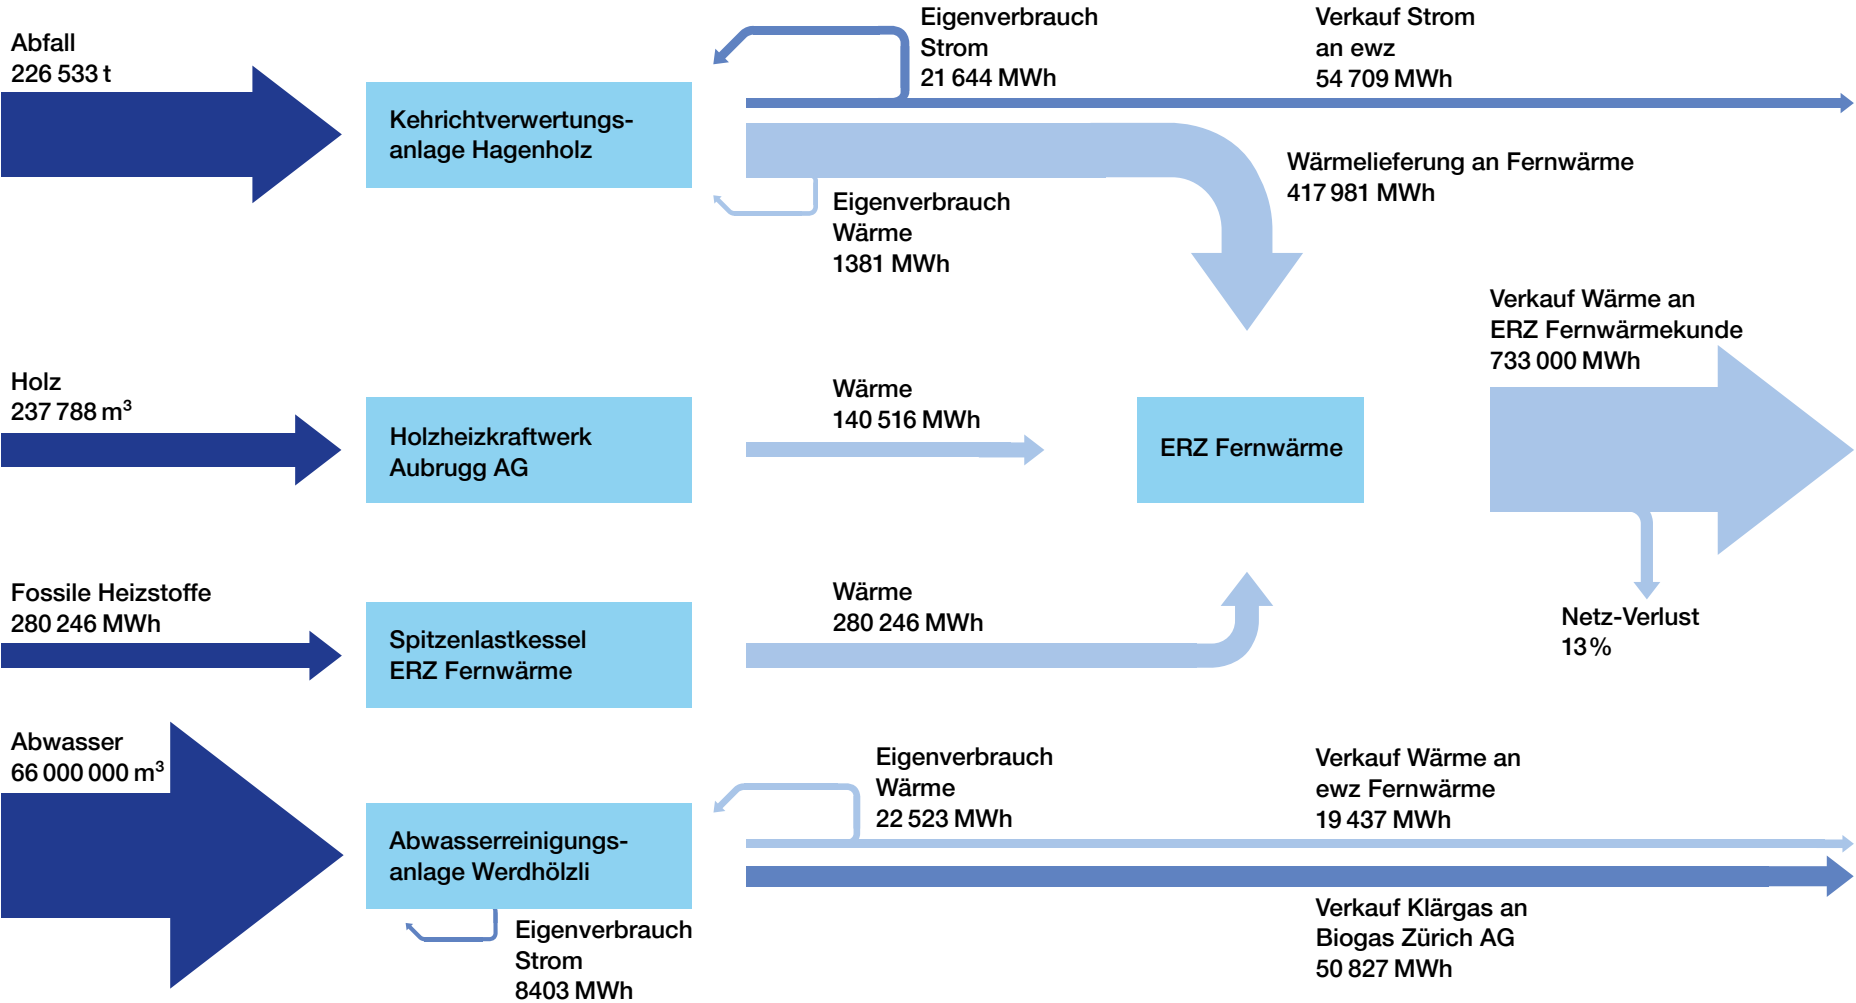 Abfall
226 533 t
Kehrichtverwertungs-
anlage Hagenholz
Eigenverbrauch
Strom
21 644 MWh
Verkauf Strom
an ewz
54 709 MWh
Wärmelieferung an Fernwärme
417 981 MWh
Eigenverbrauch
Wärme
1381 MWh
Verkauf Wärme an
ERZ Fernwärmekunde
733 000 MWh
Holz
237 788 m³
Holzheizkraftwerk
Aubrugg AG
Wärme
140 516 MWh
ERZ Fernwärme
Fossile Heizstoffe
280 246 MWh
Spitzenlastkessel
ERZ Fernwärme
Wärme
280 246 MWh
Netz-Verlust
13 %
Abwasser
66 000 000 m³
Abwasserreinigungs-
anlage Werdhölzli
Eigenverbrauch
Wärme
22 523 MWh
Verkauf Wärme an
ewz Fernwärme
19 437 MWh
Eigenverbrauch
Strom
8403 MWh
Verkauf Klärgas an
Biogas Zürich AG
50 827 MWh